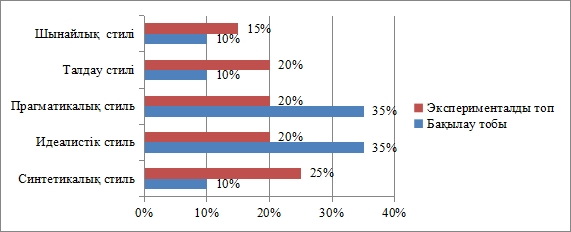 Шынайлық стилі
15%
10%
Талдау стилі
20%
10%
Прагматикалық стиль
20%
35%
Идеалистік стиль
20%
35%
Синтетикалық стиль
25%
10%
0% 10% 20% 30% 40%
Эксперименталды топ
Бақылау тобы